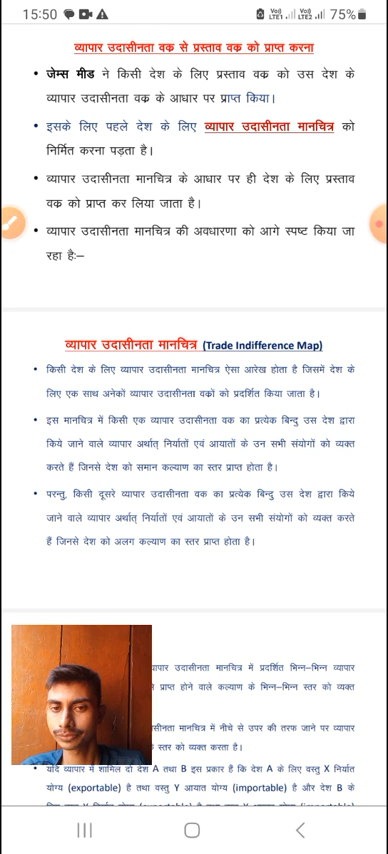 15:50
Vo)) LTE1 Vo)) LTE2 75%
व्यापार उदासीनता वक्र से प्रस्ताव वक्र को प्राप्त करना
• जेम्स मीड ने किसी देश के लिए प्रस्ताव वक्र को उस देश के
व्यापार उदासीनता वक्र के आधार पर प्राप्त किया।
• इसके लिए पहले देश के लिए व्यापार उदासीनता मानचित्र को
निर्मित करना पड़ता है।
• व्यापार उदासीनता मानचित्र के आधार पर ही देश के लिए प्रस्ताव
वक्र को प्राप्त कर लिया जाता है।
• व्यापार उदासीनता मानचित्र की अवधारणा को आगे स्पष्ट किया जा
रहा है:–
व्यापार उदासीनता मानचित्र (Trade Indifference Map)
• किसी देश के लिए व्यापार उदासीनता मानचित्र ऐसा आरेख होता है जिसमें देश के
लिए एक साथ अनेकों व्यापार उदासीनता वक्रों को प्रदर्शित किया जाता है।
• इस मानचित्र में किसी एक व्यापार उदासीनता वक्र का प्रत्येक बिन्दु उस देश द्वारा
किये जाने वाले व्यापार अर्थात् निर्यातों एवं आयातों के उन सभी संयोगों को व्यक्त
करते हैं जिनसे देश को समान कल्याण का स्तर प्राप्त होता है।
• परन्तु, किसी दूसरे व्यापार उदासीनता वक्र का प्रत्येक बिन्दु उस देश द्वारा किये
जाने वाले व्यापार अर्थात् निर्यातों एवं आयातों के उन सभी संयोगों को व्यक्त करते
हैं जिनसे देश को अलग कल्याण का स्तर प्राप्त होता है।
उदासीनता मानचित्र में प्रदर्शित भिन्न–भिन्न व्यापार
प्राप्त होने वाले कल्याण के भिन्न–भिन्न स्तर को व्यक्त
मानचित्र में नीचे से उपर की तरफ जाने पर व्यापार
स्तर को व्यक्त करता है।
• यदि व्यापार में शामिल दो देश A तथा B इस प्रकार हैं कि देश A के लिए वस्तु X निर्यात
योग्य (exportable) है तथा वस्तु Y आयात योग्य (importable) है और देश B के